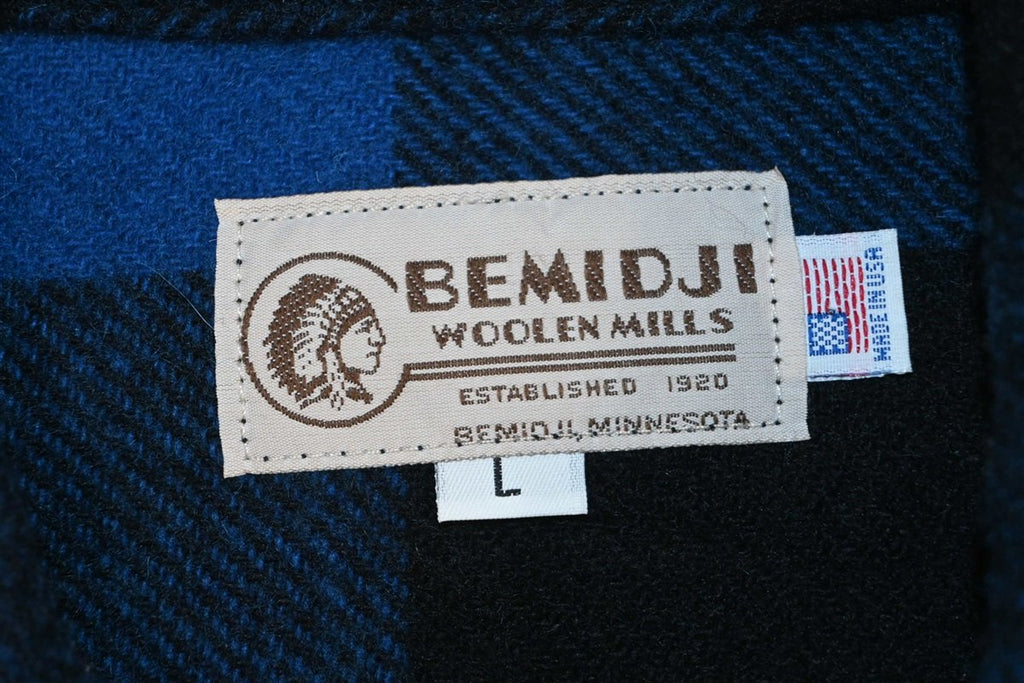 BEMIDJI
WOOLEN MILLS
ESTABLISHED 1920
BEMIDJI, MINNESOTA
MADE IN USA
L